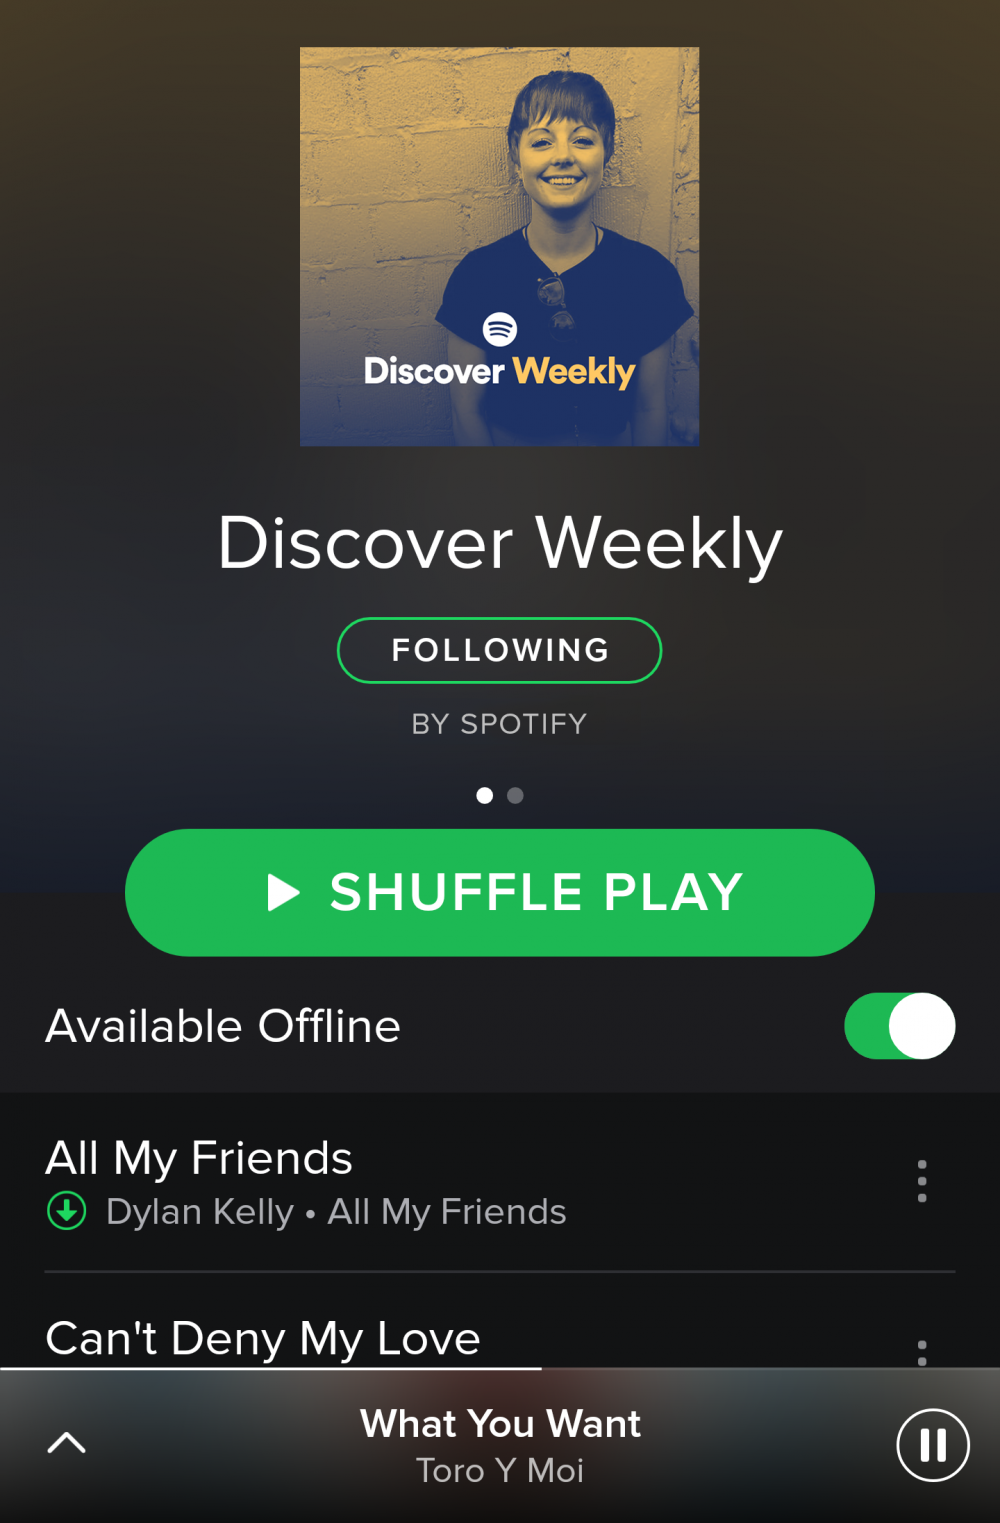 Discover Weekly
Discover Weekly
FOLLOWING
BY SPOTIFY
SHUFFLE PLAY
Available Offline
All My Friends
Dylan Kelly • All My Friends
Can't Deny My Love
What You Want
Toro Y Moi